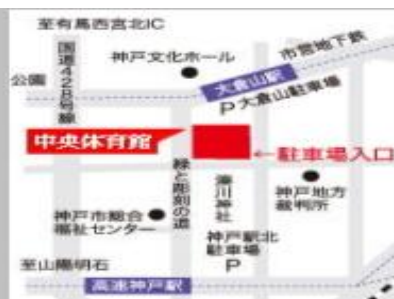 至有馬西宮北IC
国道428号線
神戸文化ホール
市営地下鉄
公園
大倉山駅
P大倉山駐車場
中央体育館
←駐車場入口
緑と彫刻の道
湊川神社
神戸地方
裁判所
神戸市総合
福祉センター
神戸駅北
駐車場
P
至山陽明石
高速神戸駅